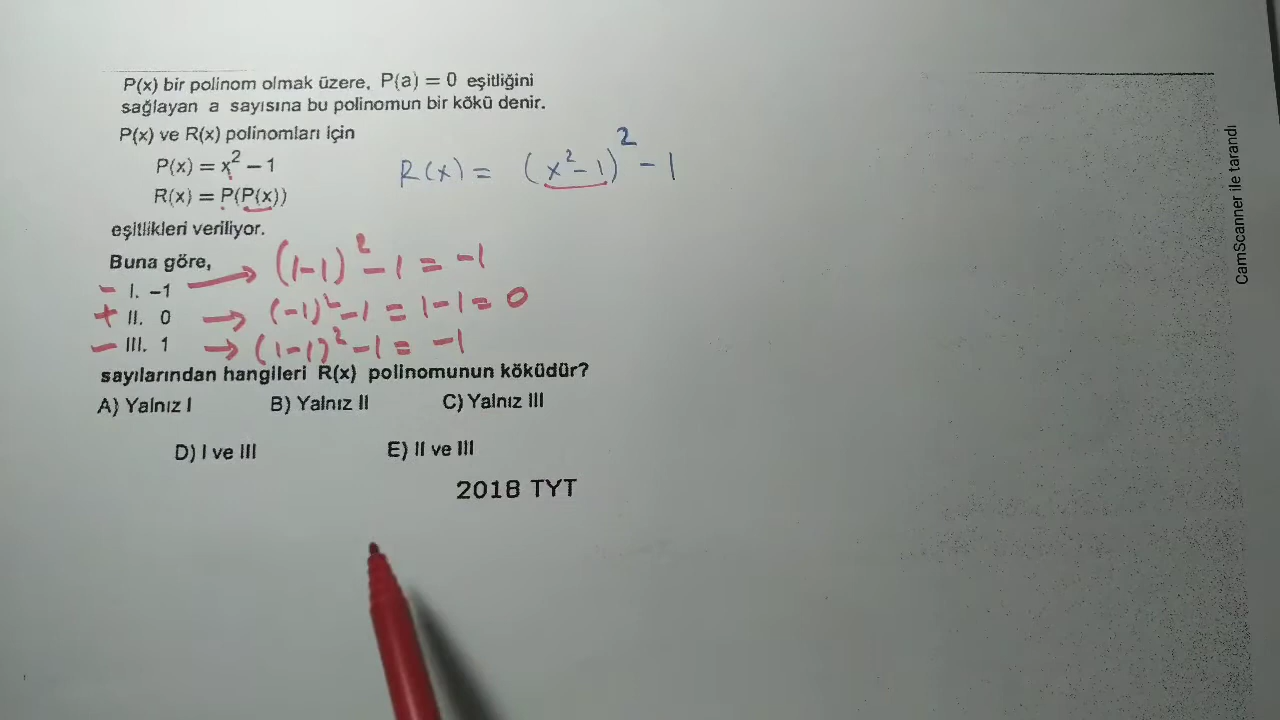 P(x) bir polinom olmak üzere, P(a) = 0 eşitliğini
sağlayan a sayısına bu polinomun bir kökü denir.
P(x) ve R(x) polinomları için
P(x) = x² − 1
R(x) = P(P(x))
R(x) = (x² − 1)² − 1
eşitlikleri veriliyor.
Buna göre,
− I. -1 → (1−1)² − 1 = −1
+ II. 0 → (−1)² − 1 = 1 − 1 = 0
− III. 1 → (1−1)² − 1 = −1
sayılarından hangileri R(x) polinomunun köküdür?
A) Yalnız I B) Yalnız II C) Yalnız III
D) I ve III E) II ve III
2018 TYT
CamScanner ile tarandı